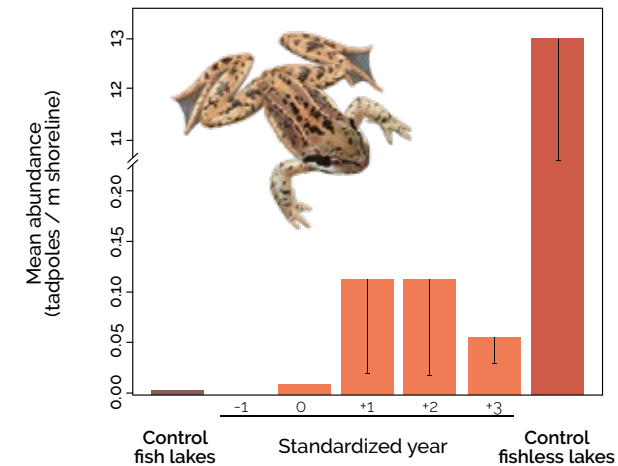 Mean abundance
(tadpoles / m shoreline)
13
12
11
0.20
0.15
0.10
0.05
0.00
-1 0 +1 +2 +3
Control
fish lakes
Standardized year
Control
fishless lakes